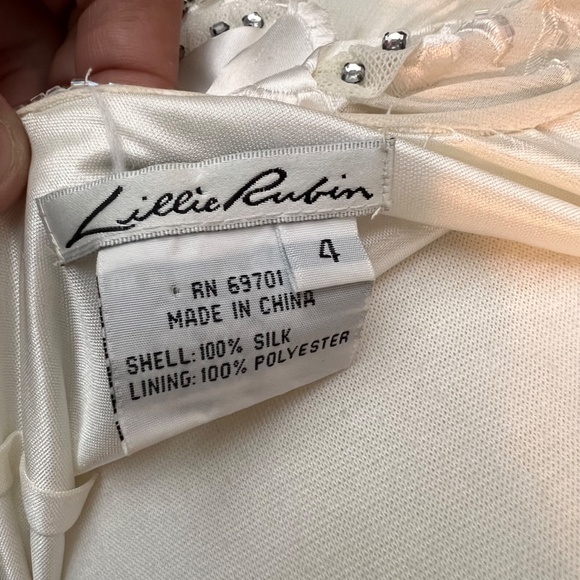 Lillie Rubin
4
RN 69701
MADE IN CHINA
SHELL: 100% SILK
LINING: 100% POLYESTER